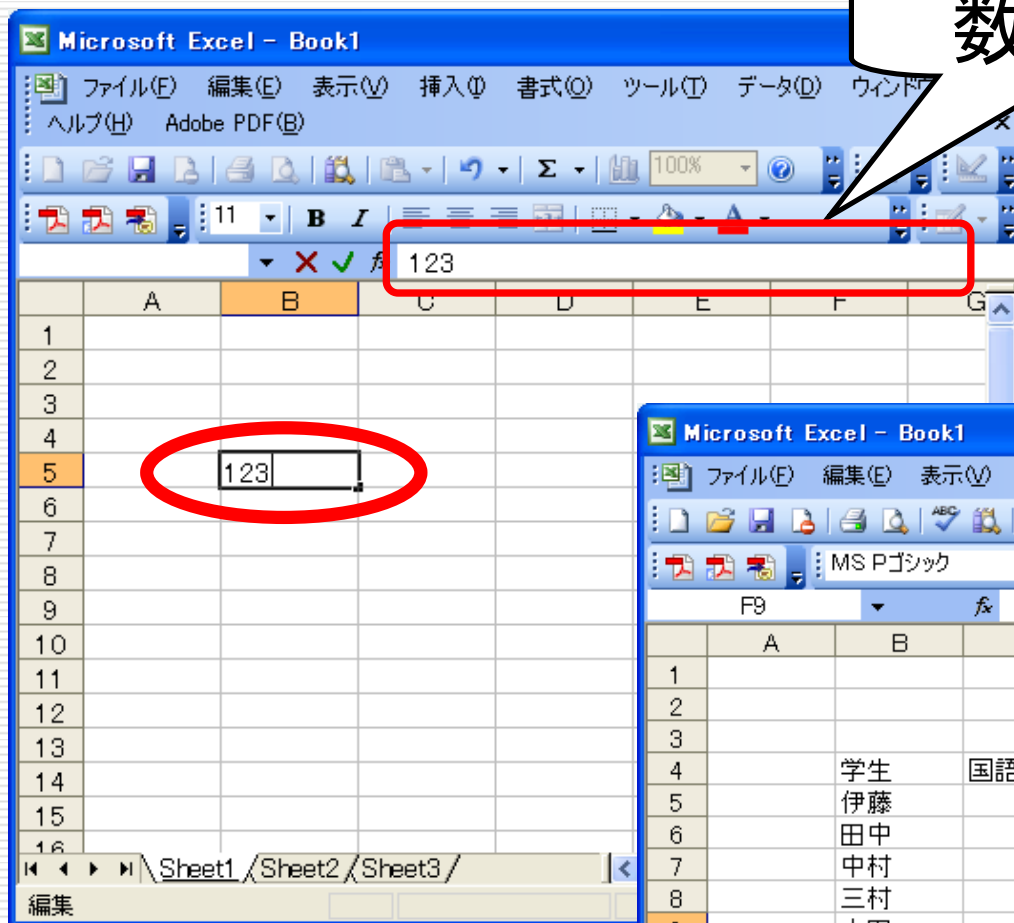 数
Microsoft Excel - Book1
ファイル(F) 編集(E) 表示(V) 挿入(I) 書式(O) ツール(T) データ(D)
ヘルプ(H) Adobe PDF(B)
Σ 100%
11 B I A
123
A B C D E F G
1
2
3
4
5 123
6
7
8
9
10
11
12
13
14
15
16
Sheet1 Sheet2 Sheet3
編集
Microsoft Excel - Book1
ファイル(F) 編集(E) 表示(V)
ABC
MS Pゴシック
F9 fx
A B
1
2
3
4 学生 国語
5 伊藤
6 田中
7 中村
8 三村